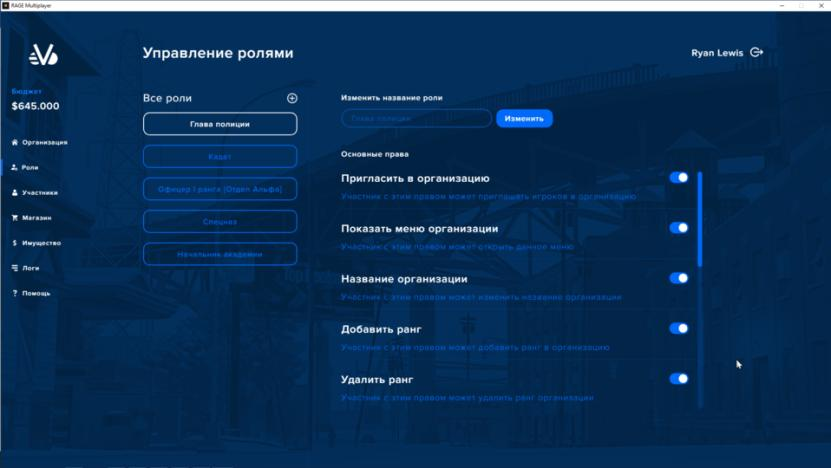 RAGE Multiplayer
Управление ролями
Ryan Lewis
Бюджет
$645.000
Организация
Роли
Участники
Магазин
$ Имущество
Логи
? Помощь
Все роли
Глава полиции
Кадет
Офицер I ранга [Отдел Альфа]
Спецназ
Начальник академии
Изменить название роли
Глава полиции
Изменить
Основные права
Пригласить в организацию
Участник с этим правом может приглашать игроков в организацию
Показать меню организации
Участник с этим правом может открыть данное меню
Название организации
Участник с этим правом может изменить название организации
Добавить ранг
Участник с этим правом может добавить ранг в организацию
Удалить ранг
Участник с этим правом может удалить ранг организации